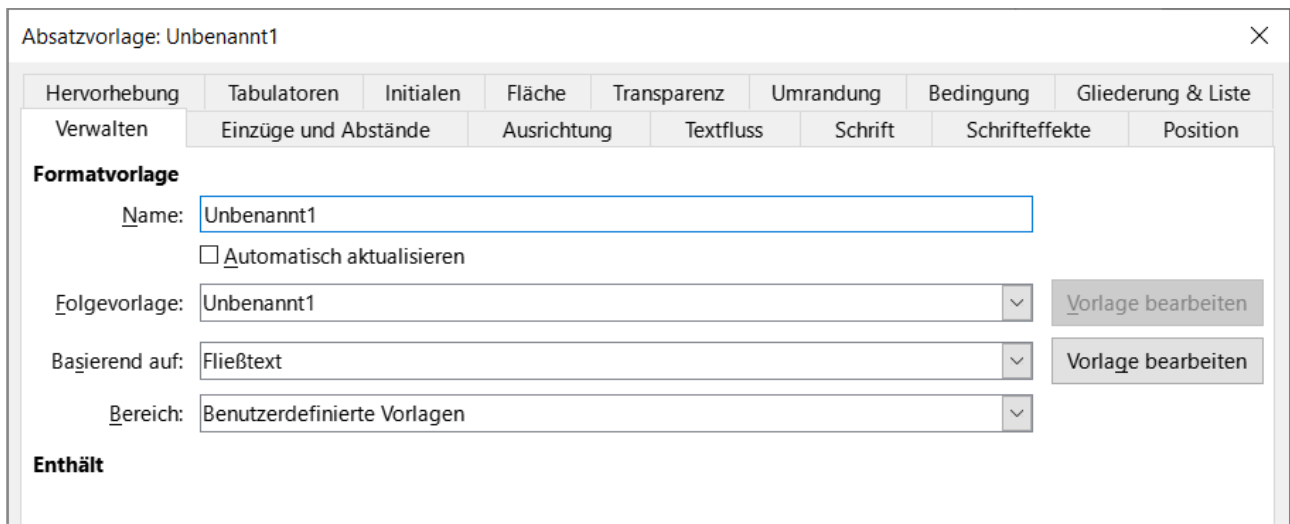 Absatzvorlage: Unbenannt1
Hervorhebung Tabulatoren Initialen Fläche Transparenz Umrandung Bedingung Gliederung & Liste
Verwalten Einzüge und Abstände Ausrichtung Textfluss Schrift Schrifteffekte Position
Formatvorlage
Name: Unbenannt1
Automatisch aktualisieren
Folgevorlage: Unbenannt1 Vorlage bearbeiten
Basierend auf: Fließtext Vorlage bearbeiten
Bereich: Benutzerdefinierte Vorlagen
Enthält